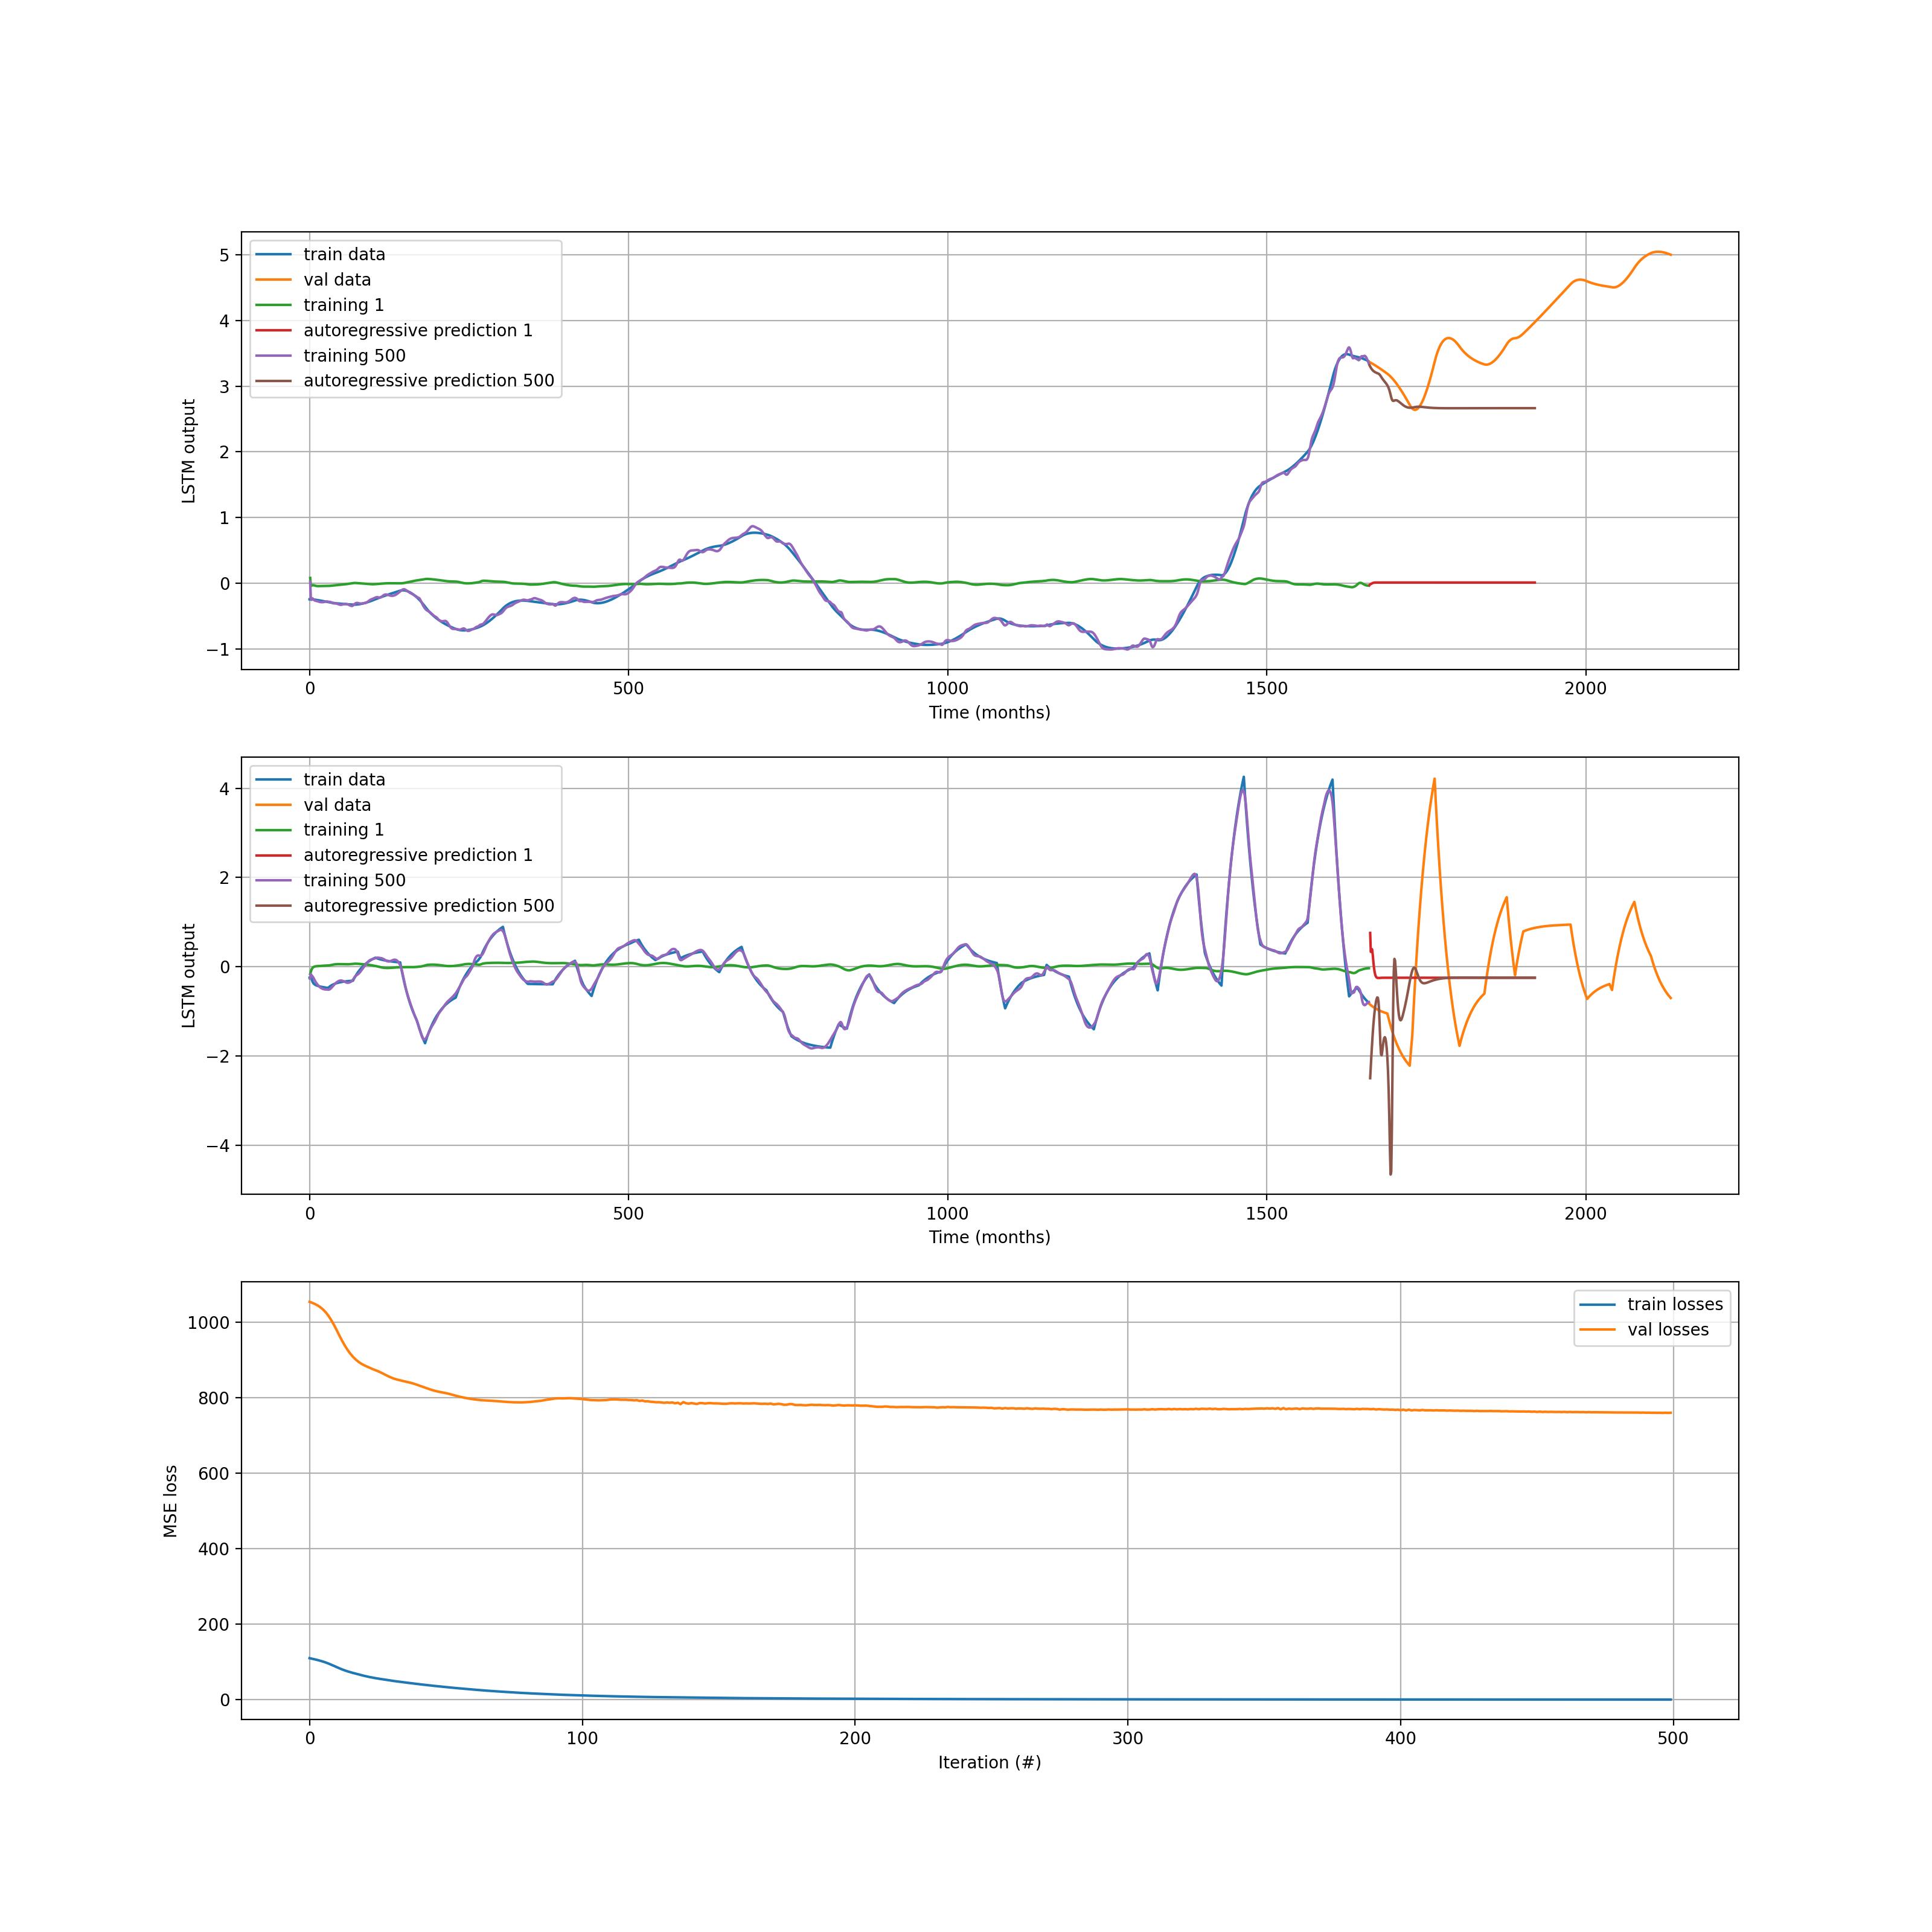 train data
val data
training 1
autoregressive prediction 1
training 500
autoregressive prediction 500
5
4
3
2
1
0
−1
LSTM output
0 500 1000 1500 2000
Time (months)
train data
val data
training 1
autoregressive prediction 1
training 500
autoregressive prediction 500
4
2
0
−2
−4
LSTM output
0 500 1000 1500 2000
Time (months)
train losses
val losses
1000
800
600
400
200
0
MSE loss
0 100 200 300 400 500
Iteration (#)